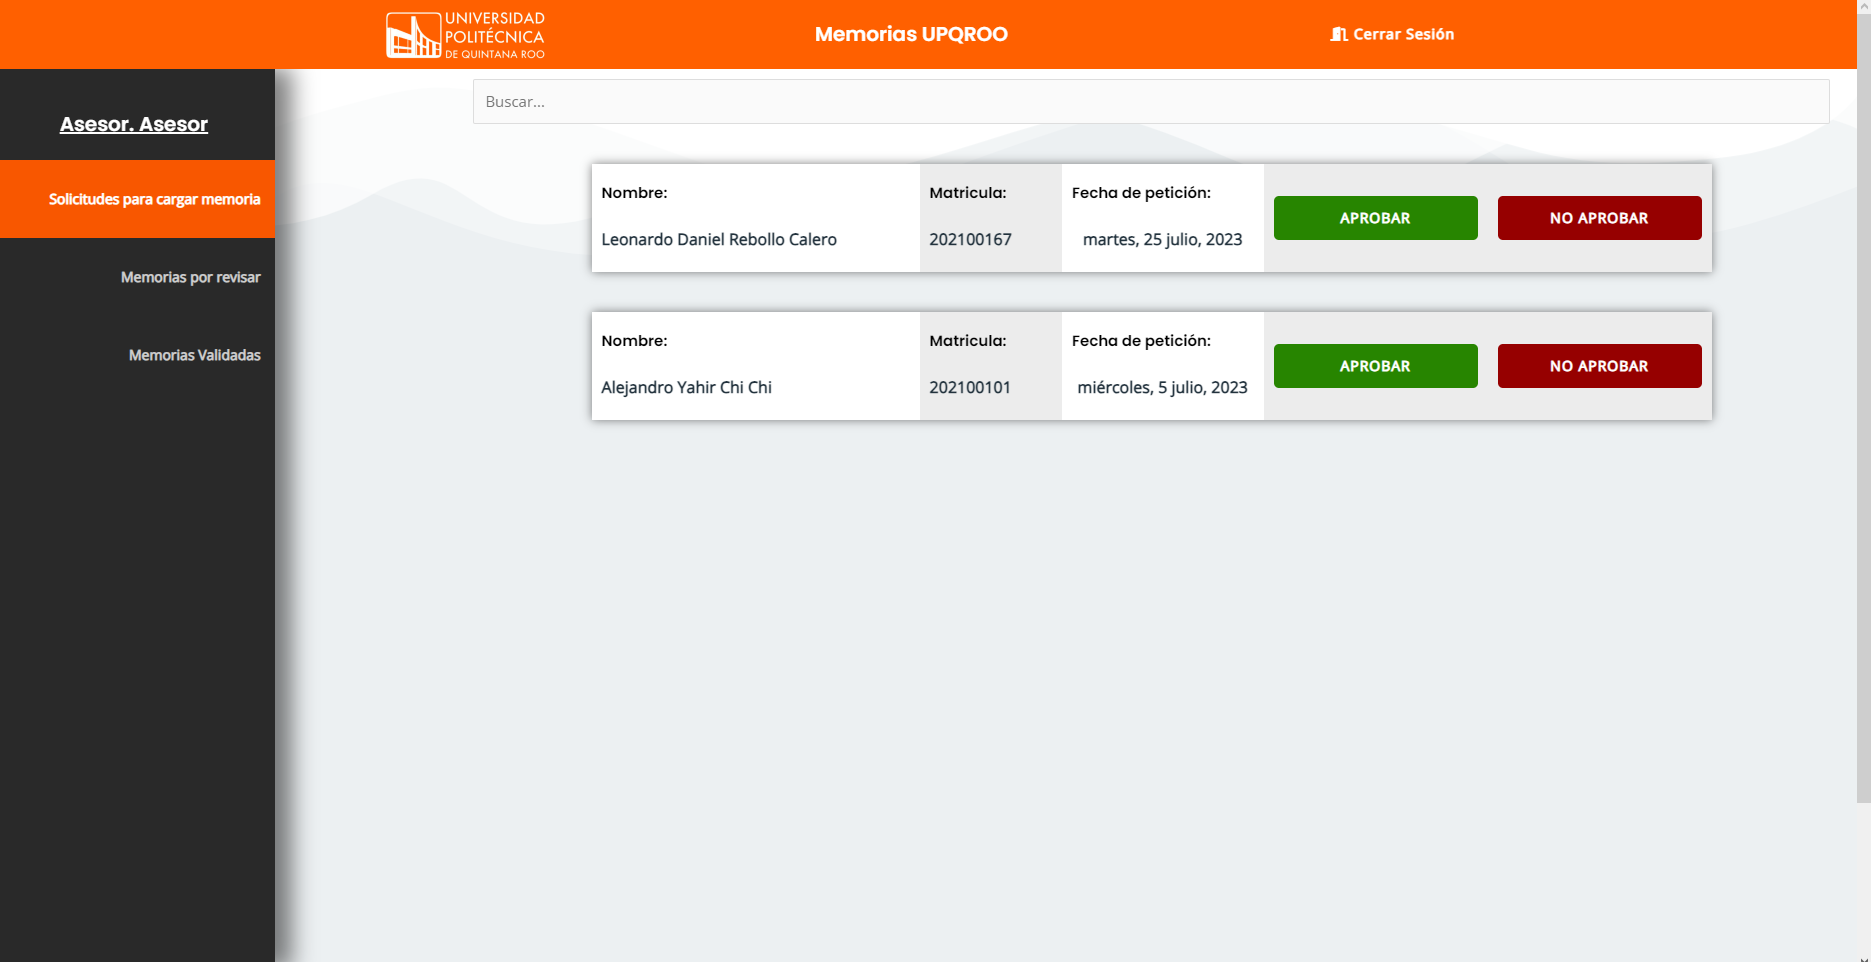 UNIVERSIDAD
POLITÉCNICA
DE QUINTANA ROO
Memorias UPQROO
Cerrar Sesión
Asesor. Asesor
Solicitudes para cargar memoria
Memorias por revisar
Memorias Validadas
Buscar...
Nombre:
Leonardo Daniel Rebollo Calero
Matricula:
202100167
Fecha de petición:
martes, 25 julio, 2023
APROBAR
NO APROBAR
Nombre:
Alejandro Yahir Chi Chi
Matricula:
202100101
Fecha de petición:
miércoles, 5 julio, 2023
APROBAR
NO APROBAR